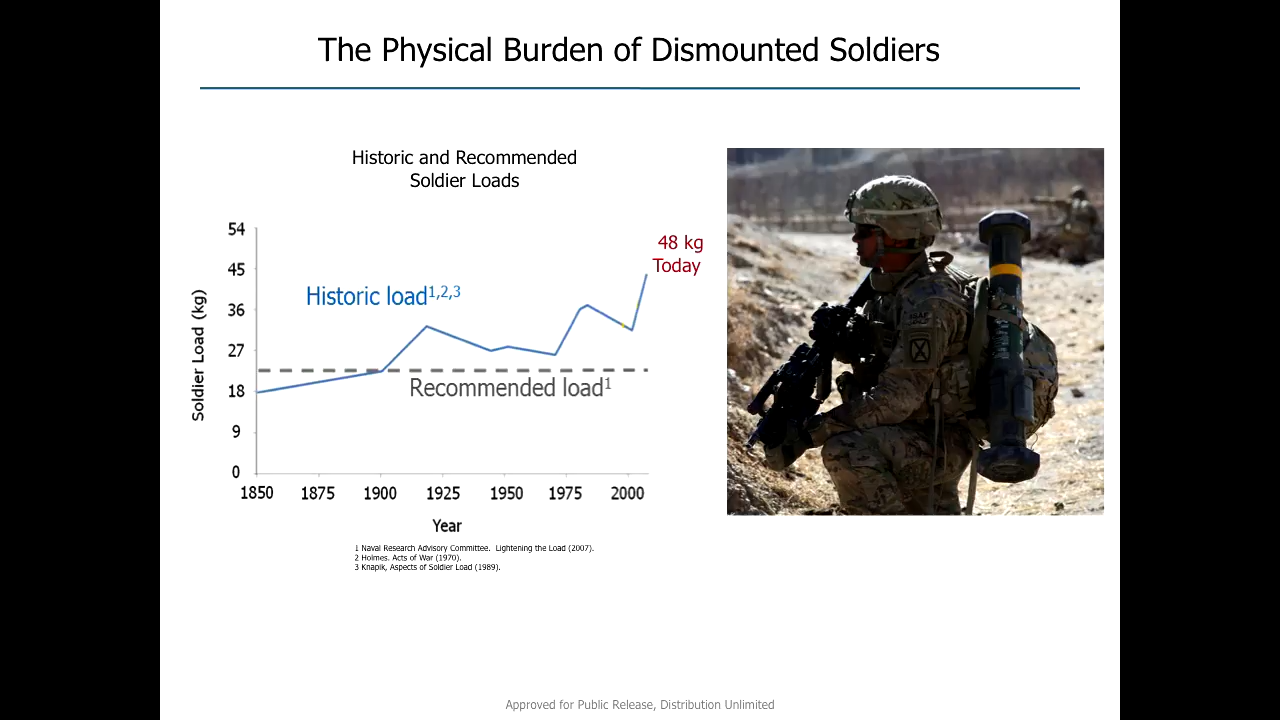 The Physical Burden of Dismounted Soldiers
Historic and Recommended
Soldier Loads
54
45
36
27
18
9
0
Soldier Load (kg)
48 kg
Today
Historic load1,2,3
Recommended load1
1850 1875 1900 1925 1950 1975 2000
Year
1 Naval Research Advisory Committee. Lightening the Load (2007).
2 Holmes. Acts of War (1970).
3 Knapik, Aspects of Soldier Load (1989).
Approved for Public Release, Distribution Unlimited